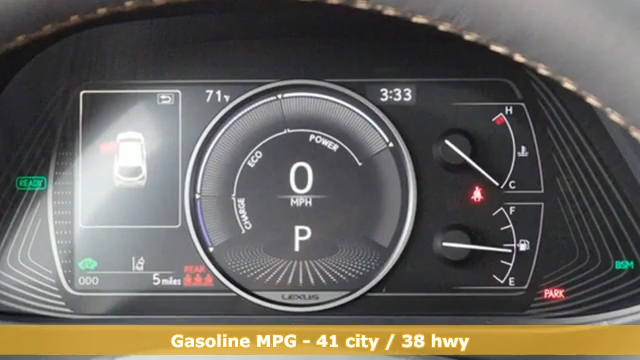 71°F
3:33
H
C
POWER
ECO
CHARGE
0
MPH
P
READY
F
E
BSM
PARK
REAR
000
5 miles
LEXUS
Gasoline MPG - 41 city / 38 hwy